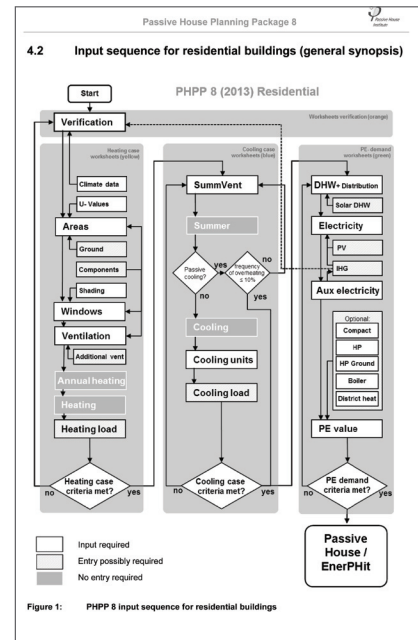 Passive House Planning Package 8
Passive House
Institute
4.2 Input sequence for residential buildings (general synopsis)
Start
PHPP 8 (2013) Residential
Verification
Worksheets verification (orange)
Heating case
worksheets (yellow)
Climate data
U- Values
Areas
Ground
Components
Shading
Windows
Ventilation
Additional vent
Annual heating
Heating
Heating load
Heating case
criteria met?
no
yes
Cooling case
worksheets (blue)
SummVent
Summer
Passive
cooling?
yes
frequency
of overheating
≤ 10%
no
no
yes
Cooling
Cooling units
Cooling load
Cooling case
criteria met?
no
yes
PE- demand
worksheets (green)
DHW+ Distribution
Solar DHW
Electricity
PV
IHG
Aux electricity
Optional:
Compact
HP
HP Ground
Boiler
District heat
PE value
PE demand
criteria met?
no
yes
Passive
House /
EnerPHit
Input required
Entry possibly required
No entry required
Figure 1: PHPP 8 input sequence for residential buildings